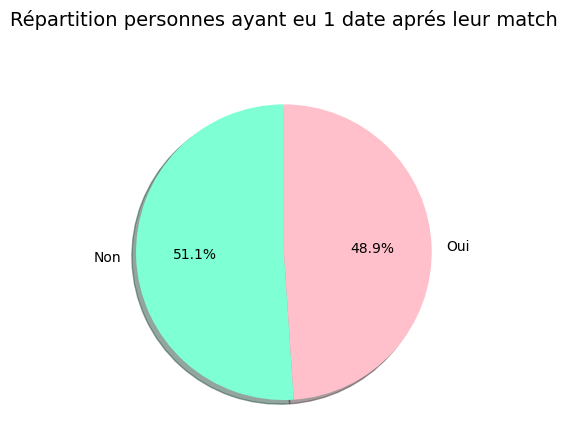 Répartition personnes ayant eu 1 date aprés leur match
Non
51.1%
48.9%
Oui